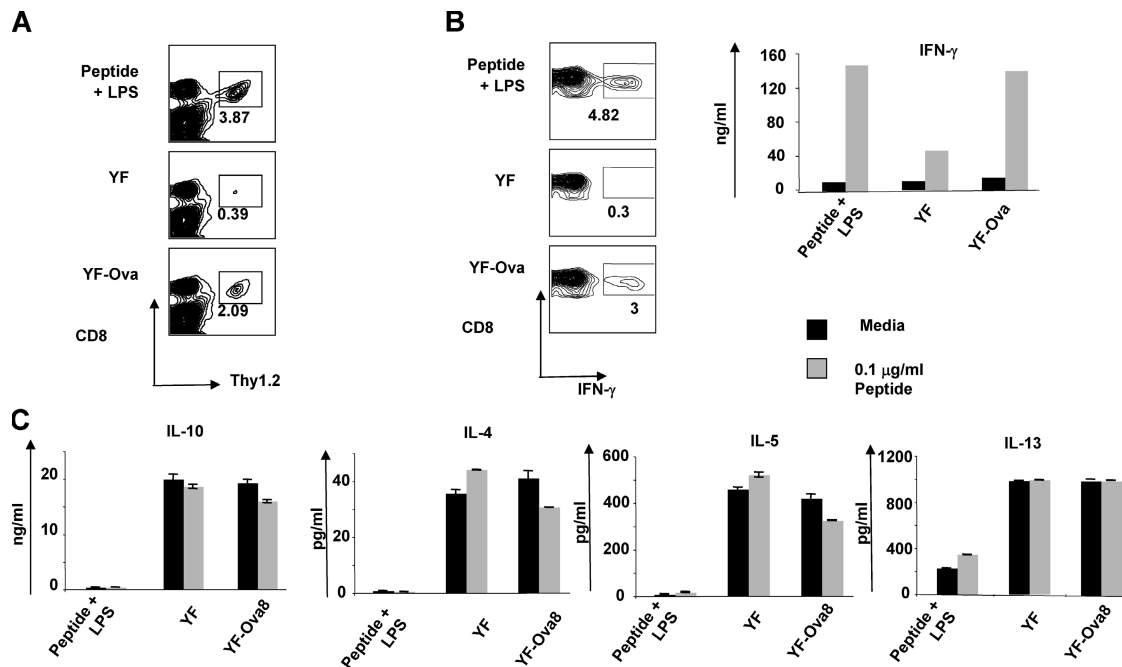 A
Peptide
+ LPS
3.87
YF
0.39
YF-Ova
2.09
CD8
Thy1.2
B
Peptide
+ LPS
4.82
YF
0.3
YF-Ova
3
CD8
IFN-γ
IFN-γ
ng/ml
160
120
80
40
0
Peptide +
LPS
YF
YF-Ova
Media
0.1 μg/ml
Peptide
C
IL-10
ng/ml
20
10
0
Peptide +
LPS
YF
YF-Ova8
IL-4
pg/ml
40
20
0
Peptide +
LPS
YF
YF-Ova8
IL-5
pg/ml
600
400
200
0
Peptide +
LPS
YF
YF-Ova8
IL-13
pg/ml
1200
800
400
0
Peptide +
LPS
YF
YF-Ova8